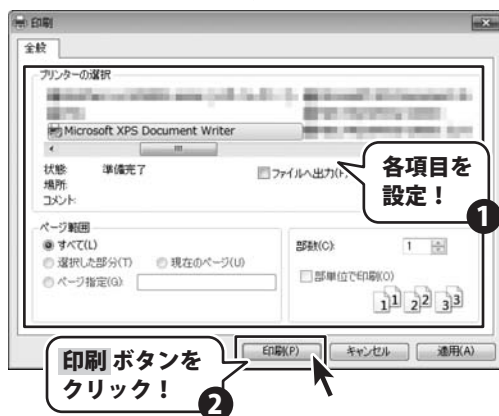 印刷
全般
プリンターの選択
Microsoft XPS Document Writer
状態: 準備完了
場所:
コメント:
ファイルへ出力(F)
各項目を
設定！
1
ページ範囲
すべて(L)
選択した部分(T) 現在のページ(U)
ページ指定(G):
部数(C): 1
部単位で印刷(O)
11 22 33
印刷(P) キャンセル 適用(A)
印刷 ボタンを
クリック！
2